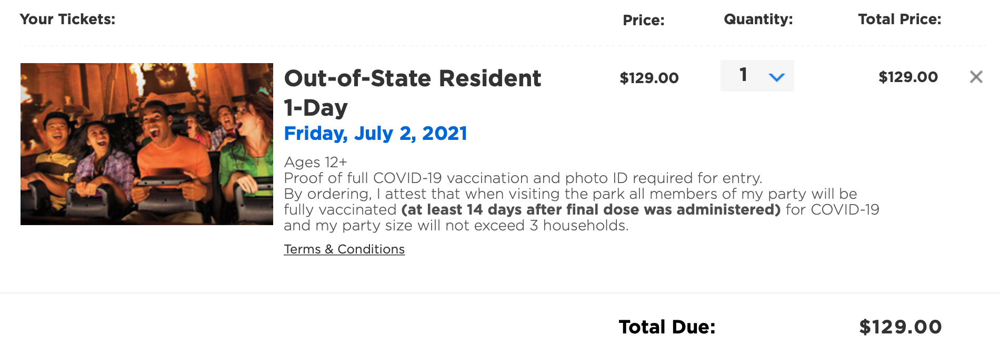 Your Tickets: Price: Quantity: Total Price:
Out-of-State Resident $129.00 1 $129.00
1-Day
Friday, July 2, 2021
Ages 12+
Proof of full COVID-19 vaccination and photo ID required for entry.
By ordering, I attest that when visiting the park all members of my party will be
fully vaccinated (at least 14 days after final dose was administered) for COVID-19
and my party size will not exceed 3 households.
Terms & Conditions
Total Due: $129.00